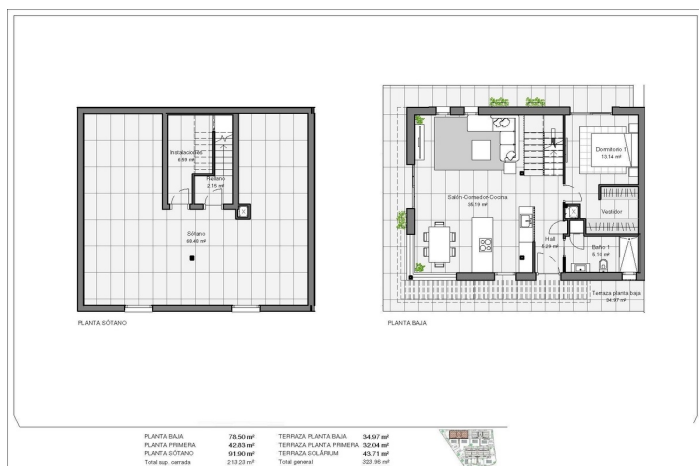 Instalaciones
6.69 m²
Rellano
2.15 m²
Sótano
69.46 m²
PLANTA SÓTANO
Dormitorio 1
13.14 m²
Salón-Comedor-Cocina
35.19 m²
Vestidor
Hall
Baño 1
5.10 m²
Terraza planta baja
34.97 m²
PLANTA BAJA
PLANTA BAJA 78.50 m² TERRAZA PLANTA BAJA 34.97 m²
PLANTA PRIMERA 42.83 m² TERRAZA PLANTA PRIMERA 32.04 m²
PLANTA SÓTANO 91.90 m² TERRAZA SOLÁRIUM 43.71 m²
Total sup. cerrada 213.23 m² Total general 323.95 m²